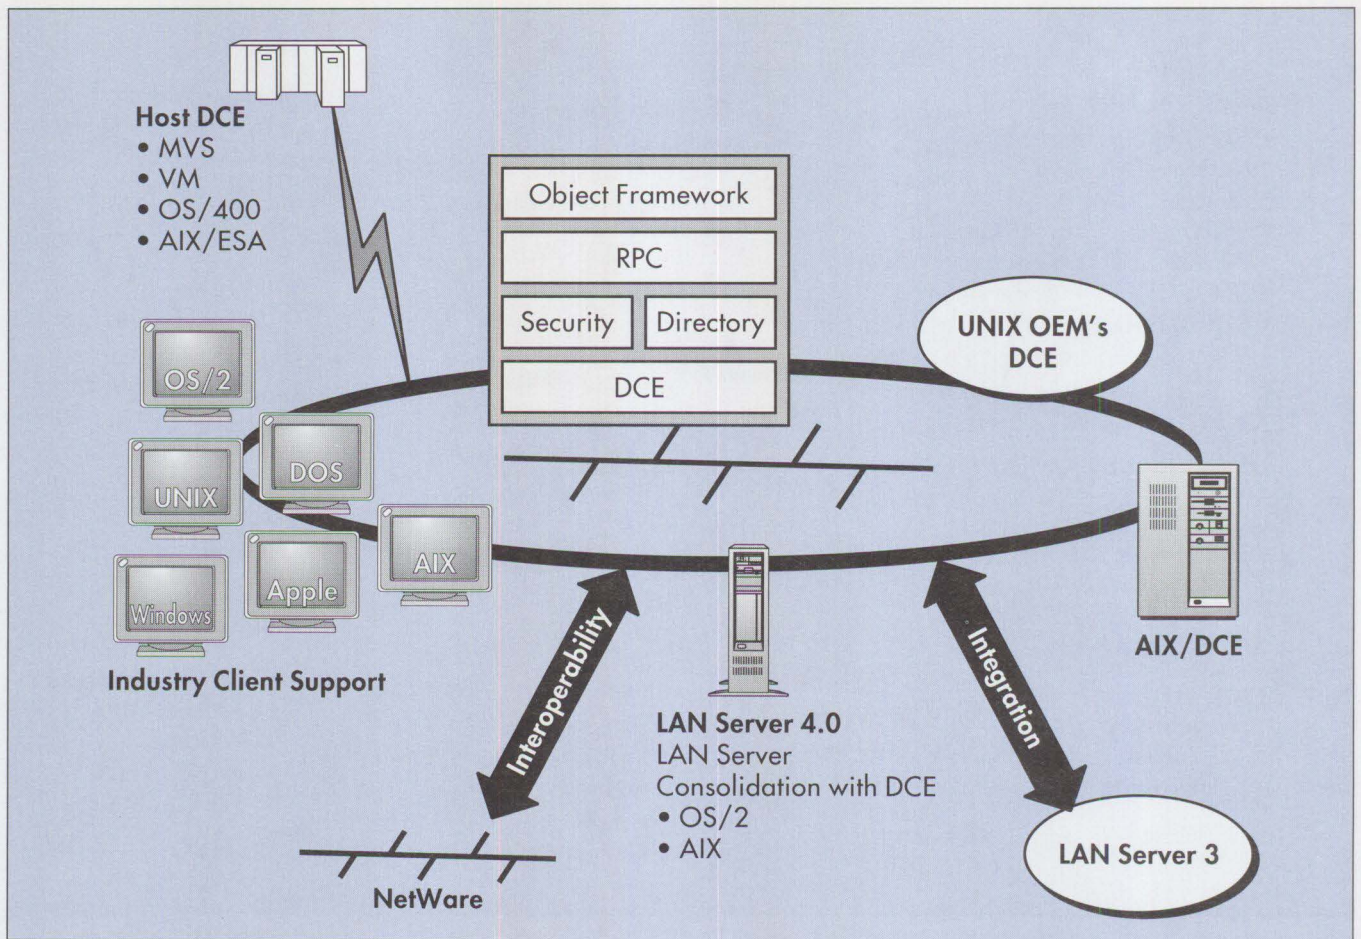 Host DCE
• MVS
• VM
• OS/400
• AIX/ESA
Object Framework
RPC
Security
Directory
DCE
UNIX OEM's
DCE
OS/2
DOS
UNIX
AIX
Apple
Windows
Industry Client Support
AIX/DCE
Interoperability
Integration
LAN Server 4.0
LAN Server
Consolidation with DCE
• OS/2
• AIX
NetWare
LAN Server 3